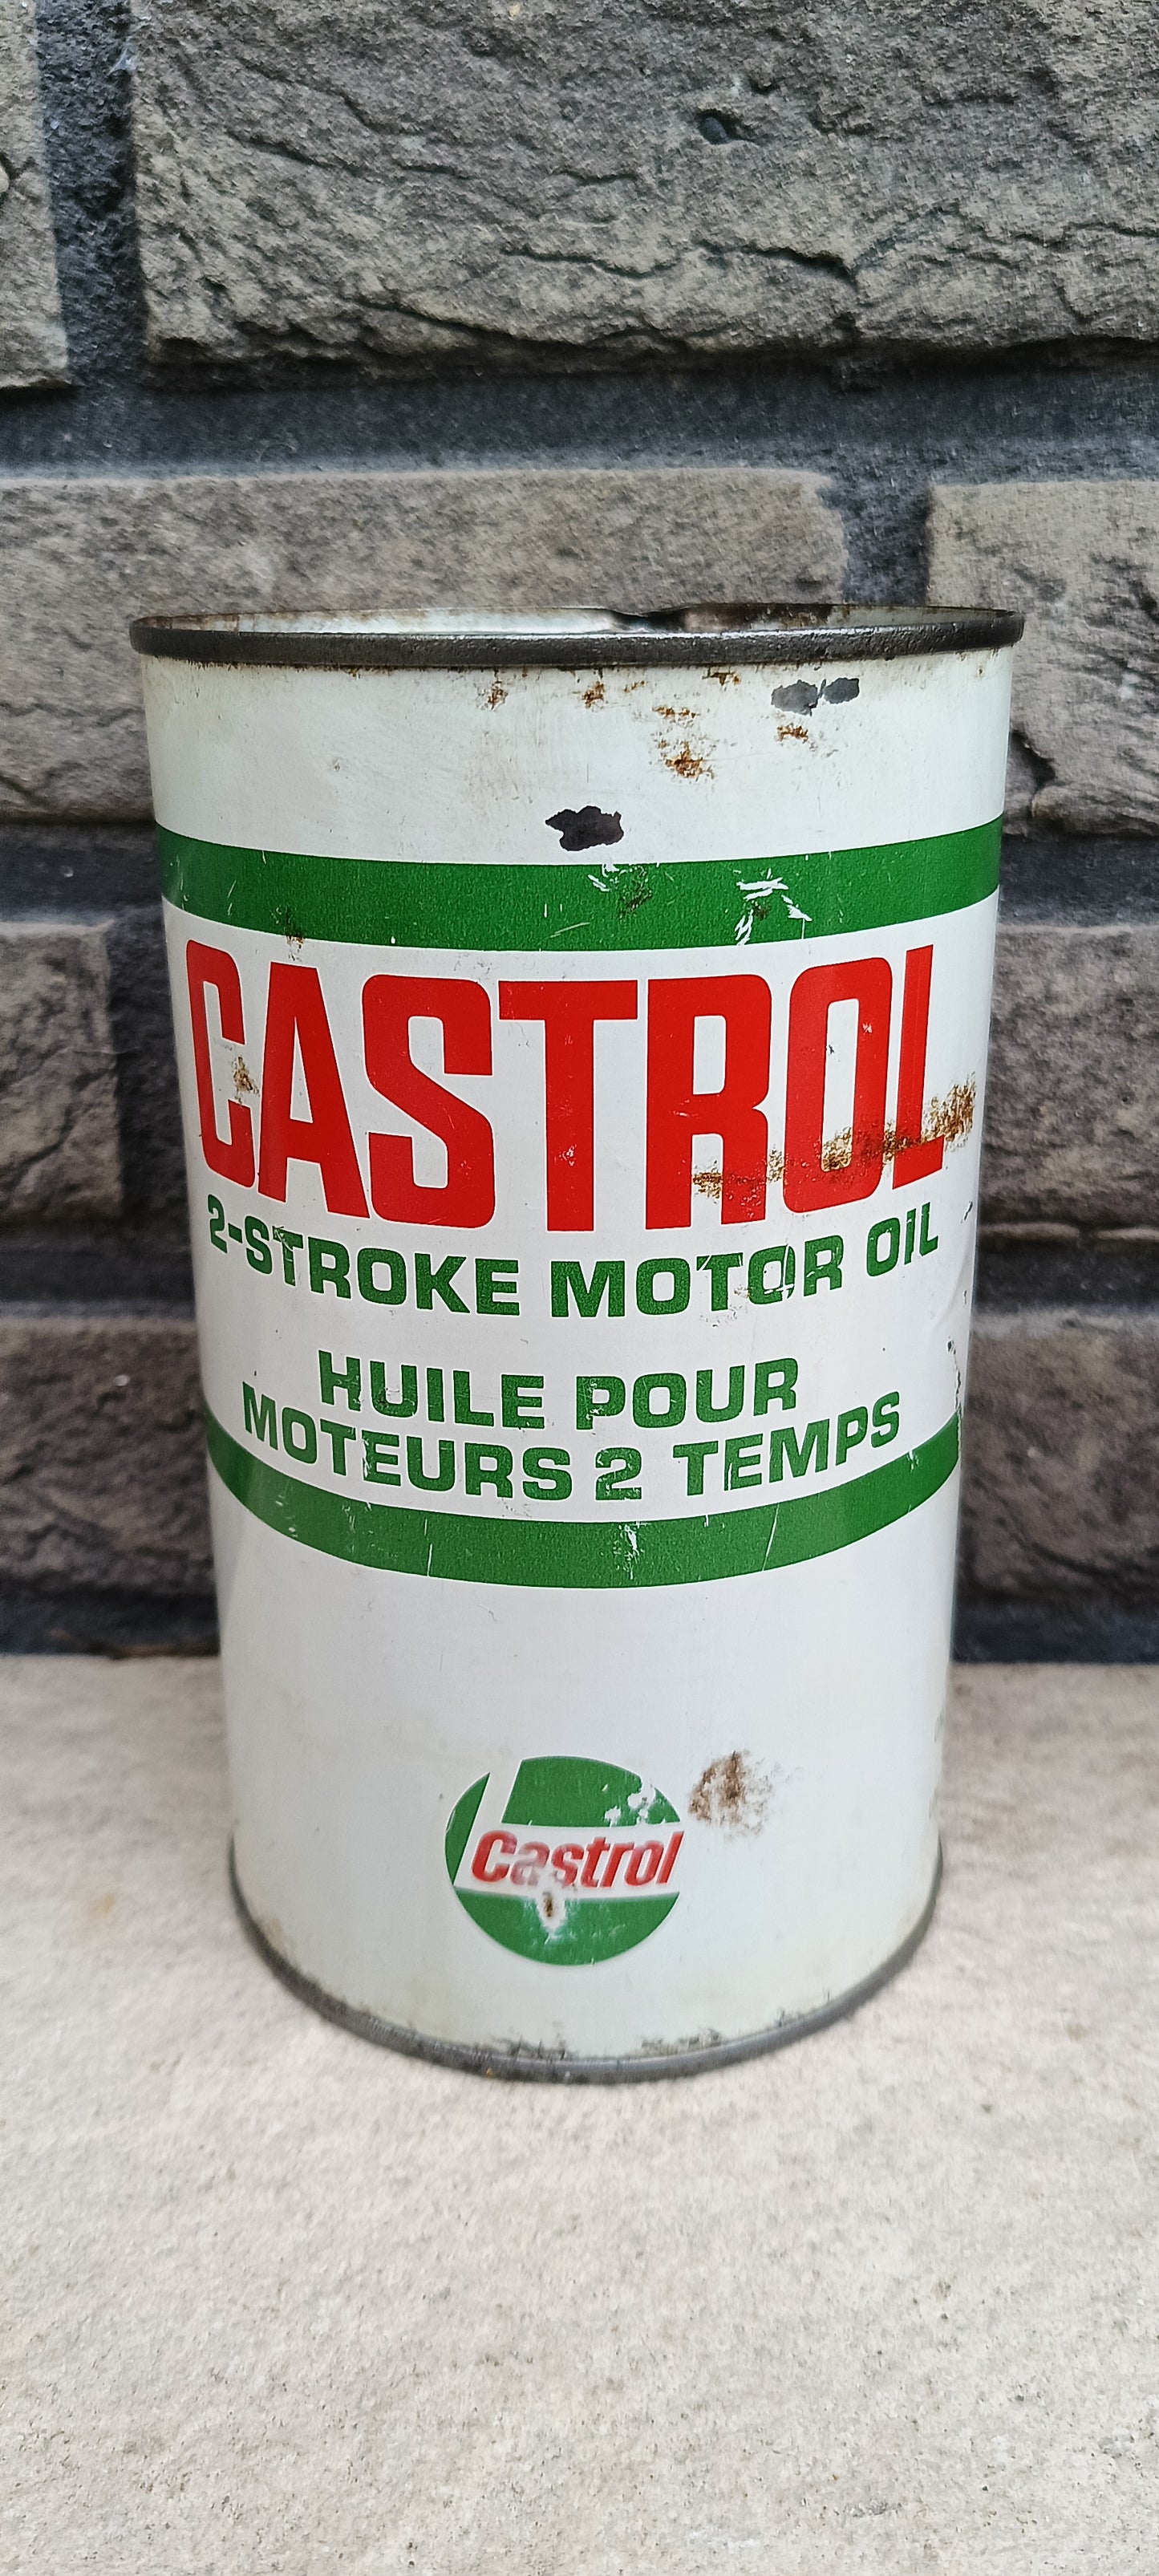 CASTROL
2-STROKE MOTOR OIL
HUILE POUR
MOTEURS 2 TEMPS
Castrol